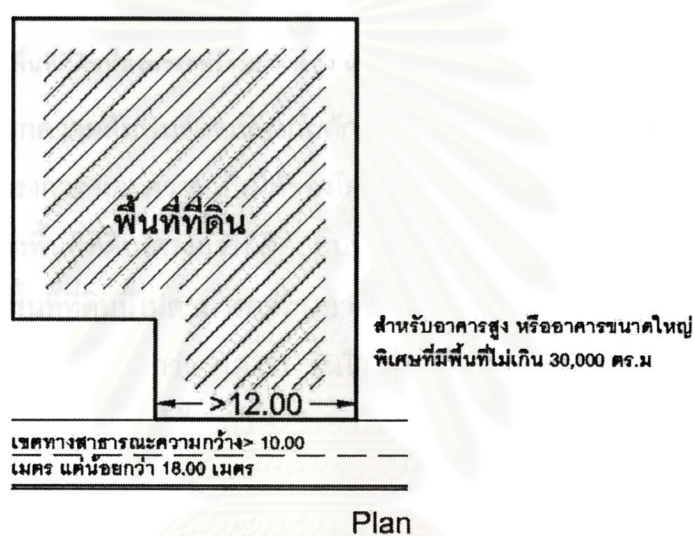 พื้นที่ที่ดิน
สำหรับอาคารสูง หรืออาคารขนาดใหญ่
พิเศษที่มีพื้นที่ไม่เกิน 30,000 ตร.ม
>12.00
เขตทางสาธารณะความกว้าง> 10.00
เมตร แต่น้อยกว่า 18.00 เมตร
Plan